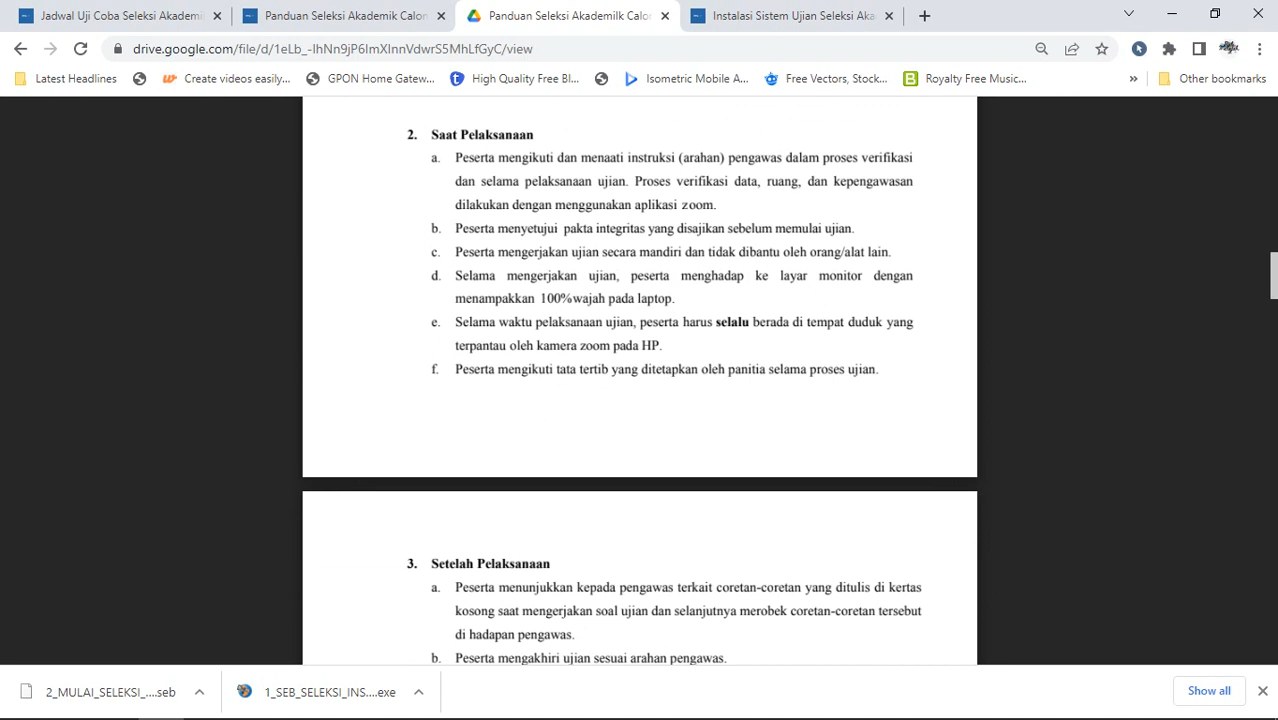 Jadwal Uji Coba Seleksi Akademi
Panduan Seleksi Akademik Calon
Panduan Seleksi Akademilk Calo
Instalasi Sistem Ujian Seleksi Aka
drive.google.com/file/d/1eLb_-lhNn9jP6lmXlnnVdwrS5MhLfGyC/view
Latest Headlines
Create videos easily...
GPON Home Gatew...
High Quality Free Bl...
Isometric Mobile A...
Free Vectors, Stock...
Royalty Free Music...
»
Other bookmarks
2. Saat Pelaksanaan
a. Peserta mengikuti dan menaati instruksi (arahan) pengawas dalam proses verifikasi
dan selama pelaksanaan ujian. Proses verifikasi data, ruang, dan kepengawasan
dilakukan dengan menggunakan aplikasi zoom.
b. Peserta menyetujui pakta integritas yang disajikan sebelum memulai ujian.
c. Peserta mengerjakan ujian secara mandiri dan tidak dibantu oleh orang/alat lain.
d. Selama mengerjakan ujian, peserta menghadap ke layar monitor dengan
menampakkan 100%wajah pada laptop.
e. Selama waktu pelaksanaan ujian, peserta harus selalu berada di tempat duduk yang
terpantau oleh kamera zoom pada HP.
f. Peserta mengikuti tata tertib yang ditetapkan oleh panitia selama proses ujian.
3. Setelah Pelaksanaan
a. Peserta menunjukkan kepada pengawas terkait coretan-coretan yang ditulis di kertas
kosong saat mengerjakan soal ujian dan selanjutnya merobek coretan-coretan tersebut
di hadapan pengawas.
b. Peserta mengakhiri ujian sesuai arahan pengawas.
2_MULAI_SELEKSI_....seb
1_SEB_SELEKSI_INS....exe
Show all